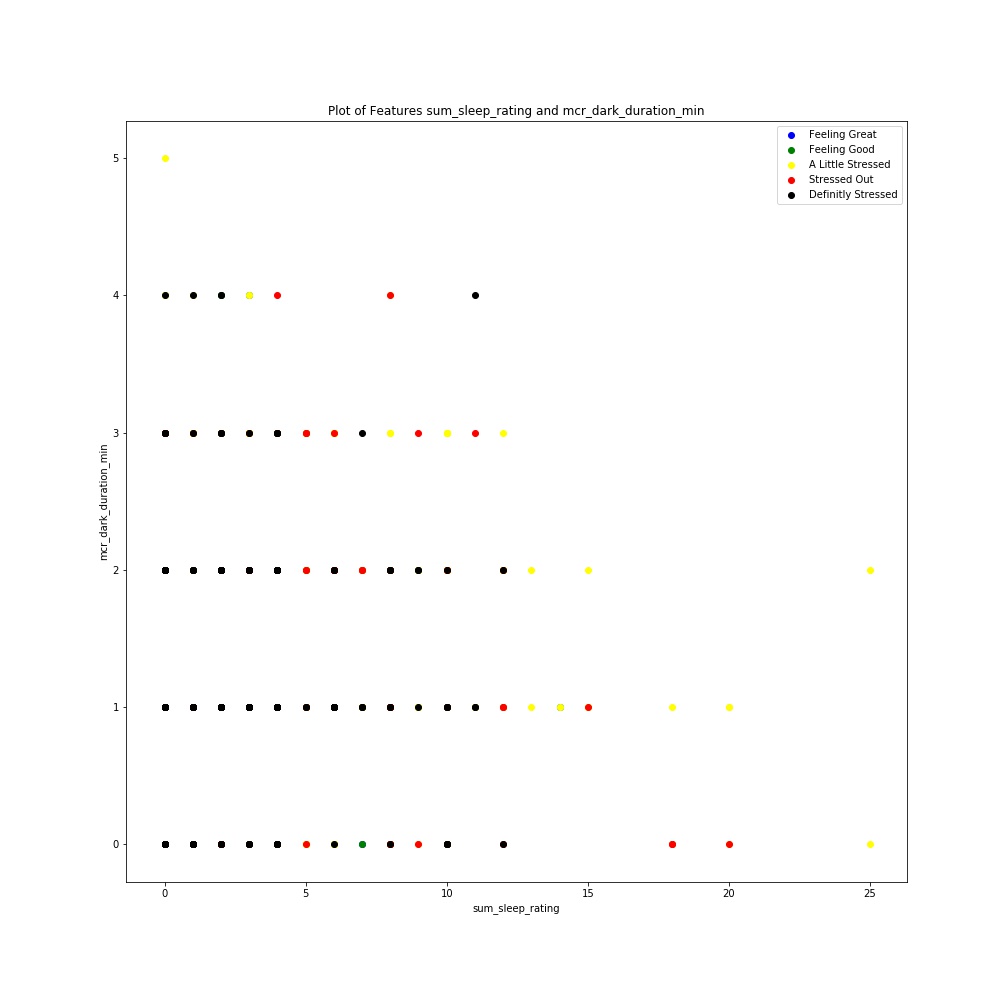 Plot of Features sum_sleep_rating and mcr_dark_duration_min
Feeling Great
Feeling Good
A Little Stressed
Stressed Out
Definitly Stressed
5
4
3
2
1
0
mcr_dark_duration_min
0 5 10 15 20 25
sum_sleep_rating